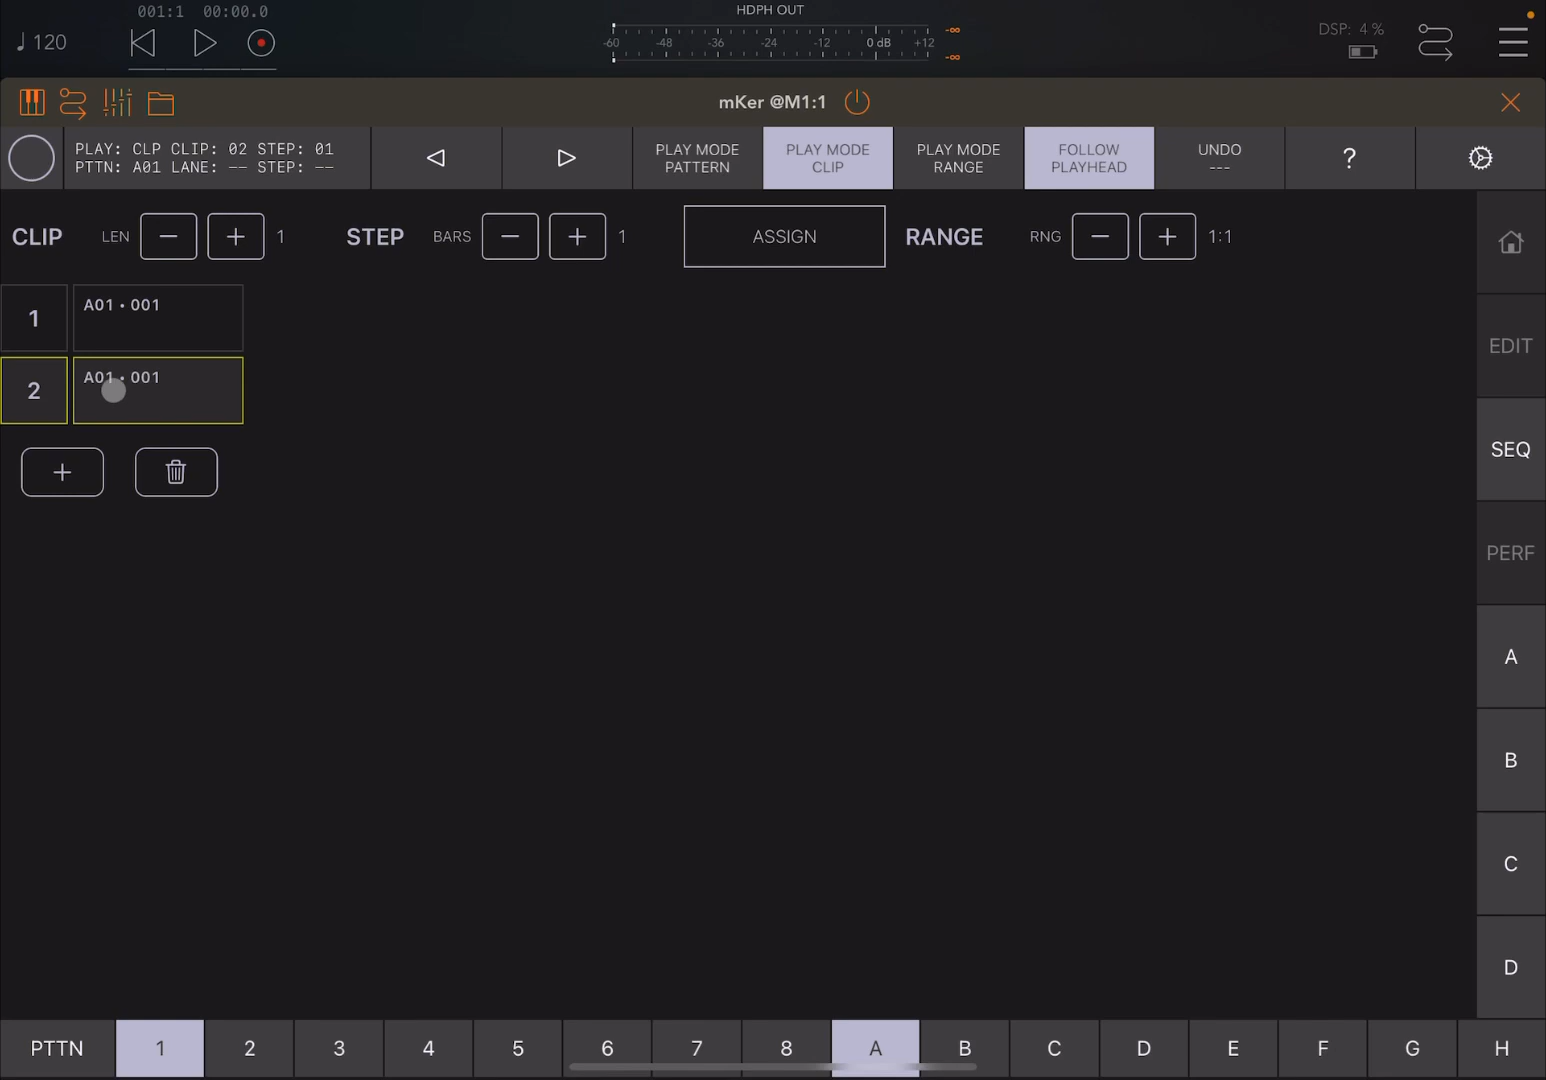 001:1 00:00.0
HDPH OUT
♩ 120
-60 -48 -36 -24 -12 0 dB +12
-∞
-∞
DSP: 4 %
mKer @M1:1
PLAY: CLP CLIP: 02 STEP: 01
PTTN: A01 LANE: -- STEP: --
PLAY MODE
PATTERN
PLAY MODE
CLIP
PLAY MODE
RANGE
FOLLOW
PLAYHEAD
UNDO
---
?
CLIP LEN − + 1 STEP BARS − + 1 ASSIGN RANGE RNG − + 1:1
1 A01 • 001
2 A01 • 001
+
EDIT
SEQ
PERF
A
B
C
D
PTTN 1 2 3 4 5 6 7 8 A B C D E F G H